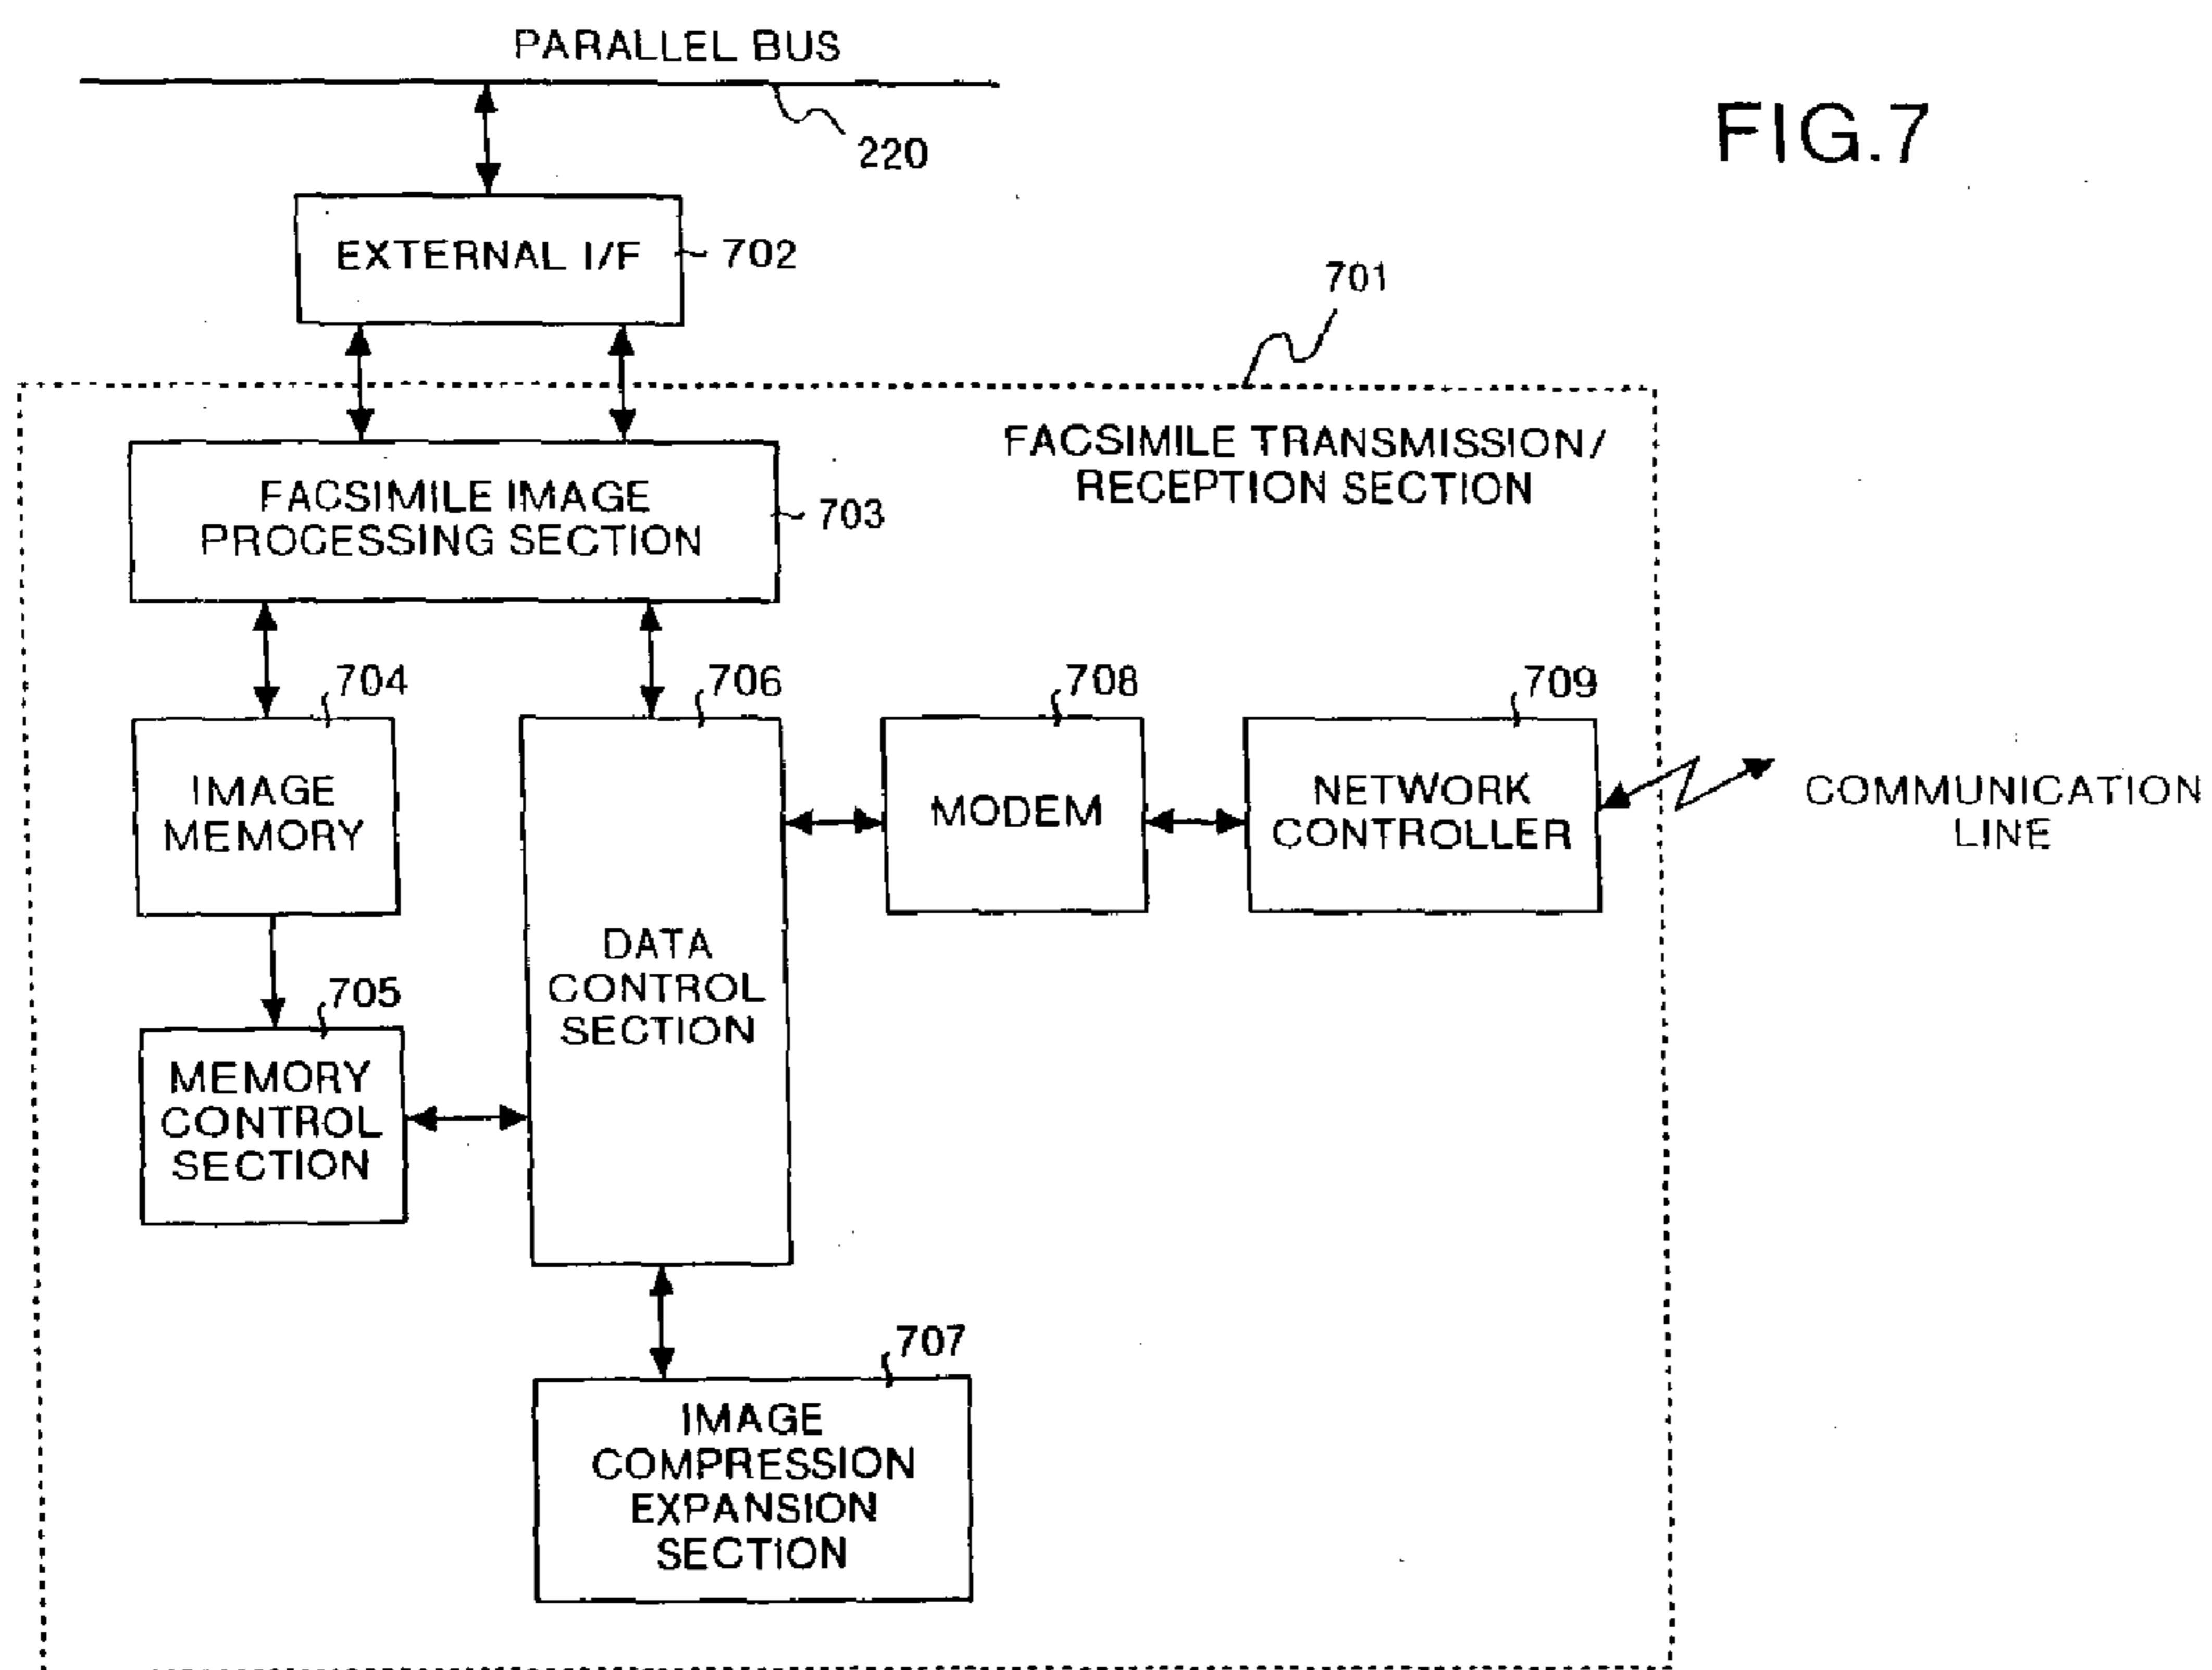 PARALLEL BUS
220
FIG.7
EXTERNAL I/F
702
701
FACSIMILE TRANSMISSION/
RECEPTION SECTION
FACSIMILE IMAGE
PROCESSING SECTION
703
704
706
708
709
IMAGE
MEMORY
MODEM
NETWORK
CONTROLLER
COMMUNICATION
LINE
DATA
CONTROL
SECTION
705
MEMORY
CONTROL
SECTION
707
IMAGE
COMPRESSION
EXPANSION
SECTION